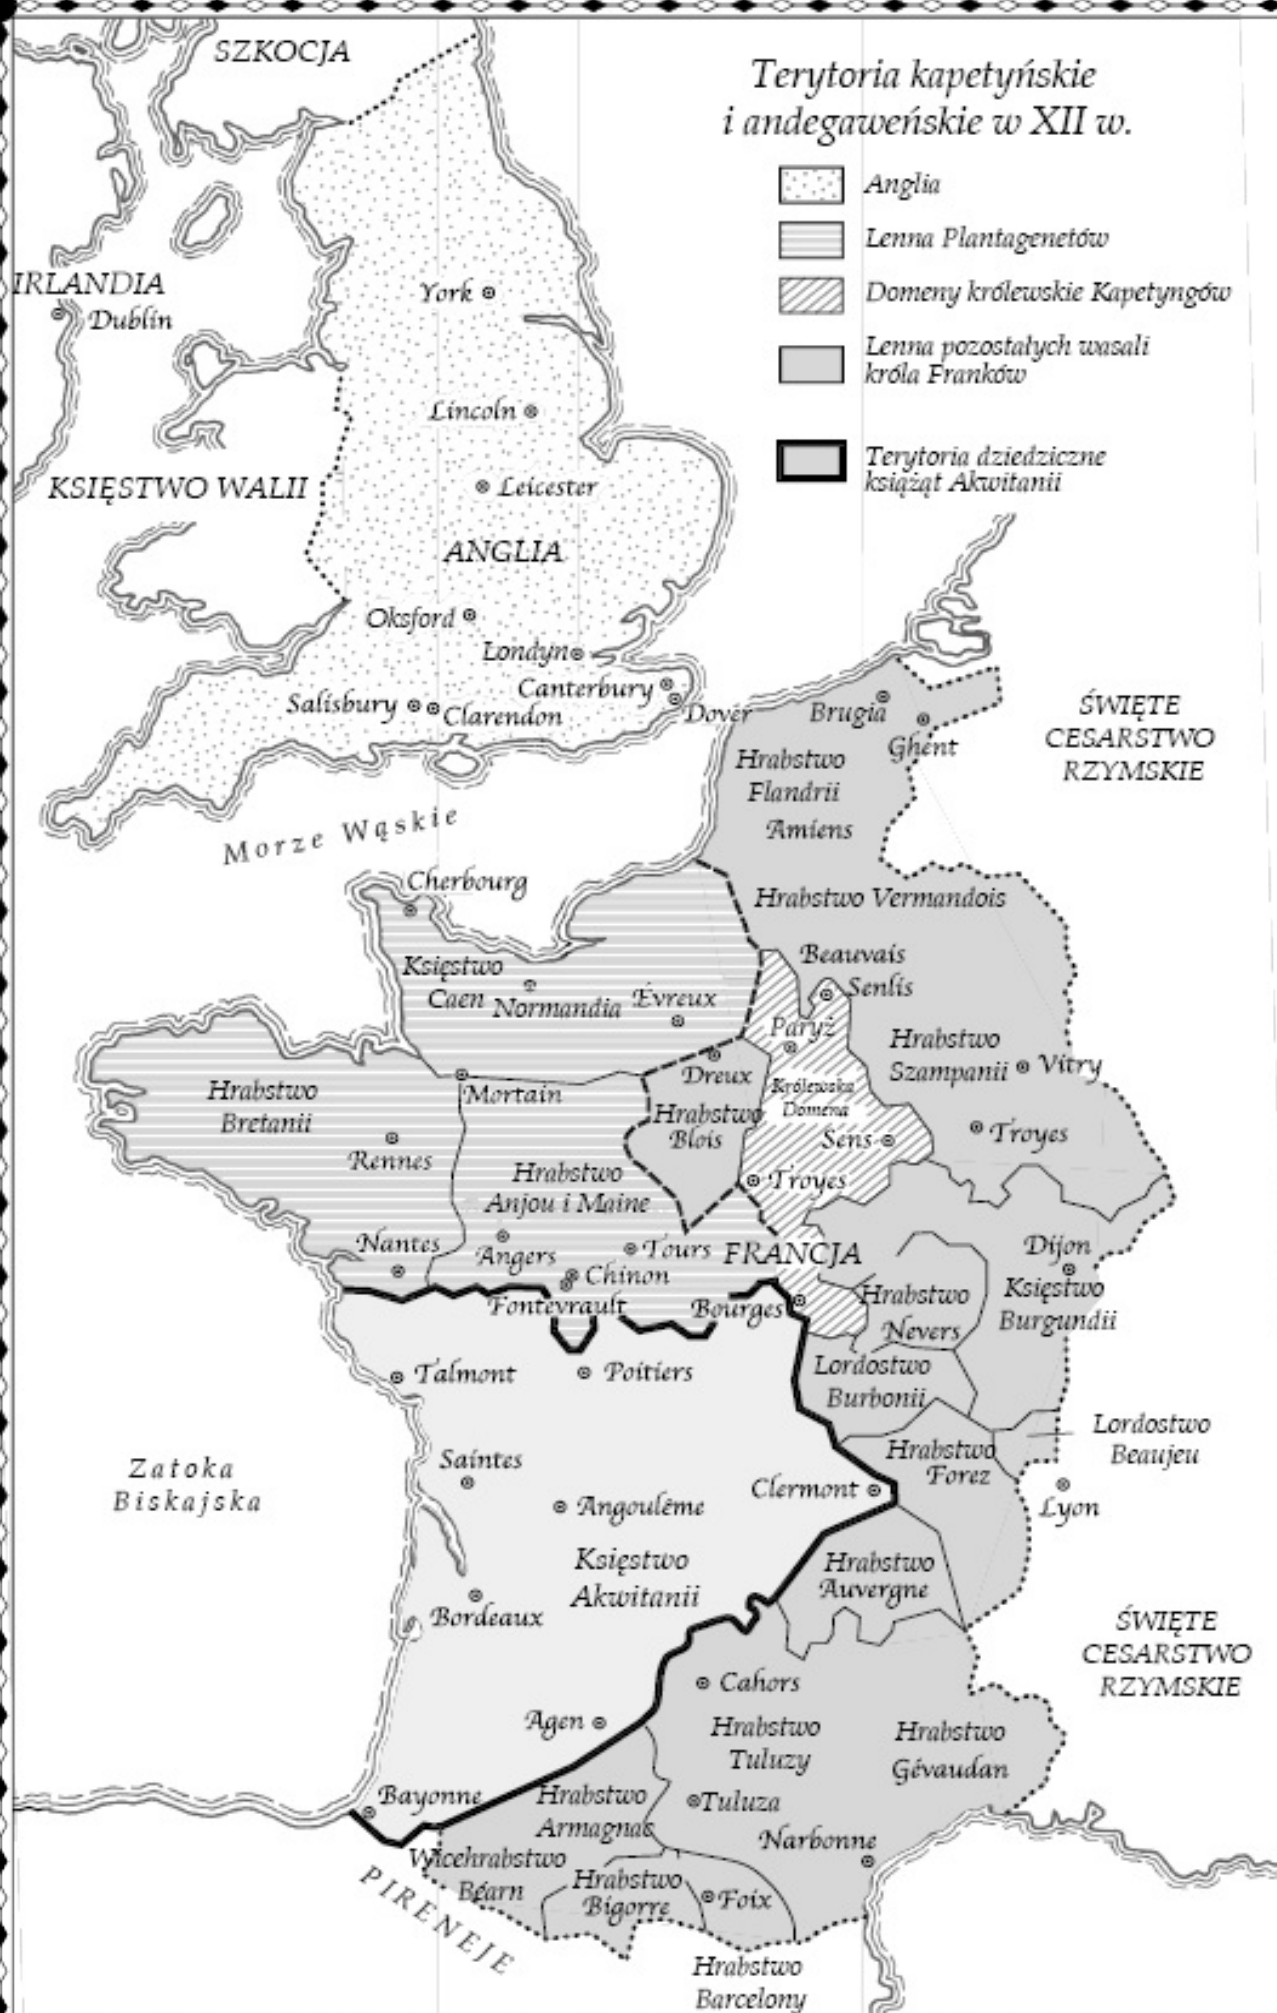 SZKOCJA
Terytoria kapetyńskie
i andegaweńskie w XII w.
Anglia
Lenna Plantagenetów
Domeny królewskie Kapetyngów
Lenna pozostałych wasali
króla Franków
Terytoria dziedziczne
książąt Akwitanii
IRLANDIA
Dublin
York
Lincoln
KSIĘSTWO WALII
Leicester
ANGLIA
Oksford
Londyn
Canterbury
Dover
Salisbury
Clarendon
Brugia
Ghent
ŚWIĘTE
CESARSTWO
RZYMSKIE
Hrabstwo
Flandrii
Amiens
Morze Wąskie
Cherbourg
Hrabstwo Vermandois
Beauvais
Senlis
Księstwo
Caen
Normandia
Évreux
Paryż
Hrabstwo
Szampanii
Vitry
Dreux
Królewska
Domena
Mortain
Hrabstwo
Bretanii
Hrabstwo
Blois
Sens
Troyes
Rennes
Hrabstwo
Anjou i Maine
Troyes
Nantes
Angers
Tours
FRANCJA
Dijon
Chinon
Fontevrault
Bourges
Hrabstwo
Nevers
Księstwo
Burgundii
Talmont
Poitiers
Lordostwo
Burbonii
Lordostwo
Beaujeu
Hrabstwo
Forez
Zatoka
Biskajska
Saintes
Clermont
Lyon
Angoulême
Księstwo
Akwitanii
Hrabstwo
Auvergne
Bordeaux
ŚWIĘTE
CESARSTWO
RZYMSKIE
Cahors
Agen
Hrabstwo
Tuluzy
Hrabstwo
Gévaudan
Bayonne
Hrabstwo
Armagnac
Tuluza
Narbonne
Wicehrabstwo
Béarn
Hrabstwo
Bigorre
Foix
PIRENEJE
Hrabstwo
Barcelony